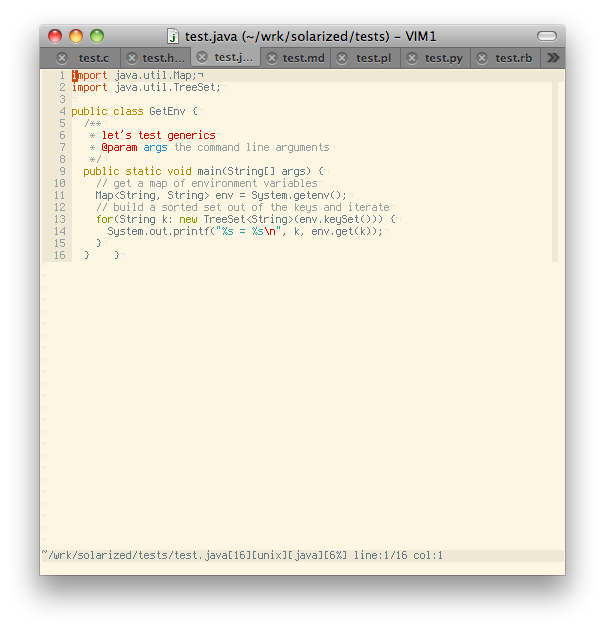 test.java (~/wrk/solarized/tests) – VIM1
test.c test.h... test.j... test.md test.pl test.py test.rb »
1 import java.util.Map;¬
2 import java.util.TreeSet;¬
3 ¬
4 public class GetEnv {¬
5   /**¬
6    * let's test generics¬
7    * @param args the command line arguments¬
8    */¬
9   public static void main(String[] args) {¬
10     // get a map of environment variables¬
11     Map<String, String> env = System.getenv();¬
12     // build a sorted set out of the keys and iterate¬
13     for(String k: new TreeSet<String>(env.keySet())) {¬
14       System.out.printf("%s = %s\n", k, env.get(k));¬
15     }¬
16   }    }¬
~/wrk/solarized/tests/test.java[16][unix][java][6%] line:1/16 col:1